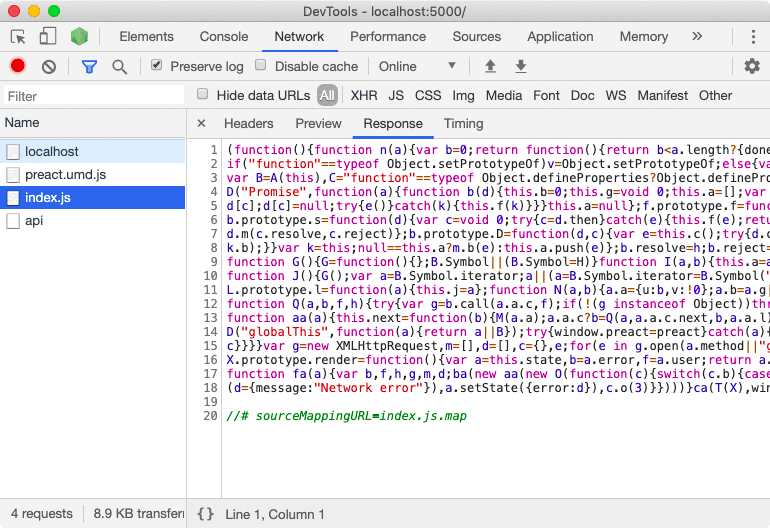 DevTools - localhost:5000/
Elements Console Network Performance Sources Application Memory »
Preserve log Disable cache Online
Filter Hide data URLs All XHR JS CSS Img Media Font Doc WS Manifest Other
Name
localhost
preact.umd.js
index.js
api
× Headers Preview Response Timing
1 (function(){function n(a){var b=0;return function(){return b<a.length?{done
2 if("function"==typeof Object.setPrototypeOf)v=Object.setPrototypeOf;else{va
3 var B=A(this),C="function"==typeof Object.defineProperties?Object.defineProp
4 D("Promise",function(a){function b(d){this.b=0;this.g=void 0;this.a=[];var
5 d[c];d[c]=null;try{e()}catch(k){this.f(k)}}}this.a=null};f.prototype.f=func
6 b.prototype.s=function(d){var c=void 0;try{c=d.then}catch(e){this.f(e);retu
7 d.m(c.resolve,c.reject)};b.prototype.D=function(d,c){var e=this.c();try{d.c
8 k.b);}}var k=this;null==this.a?m.b(e):this.a.push(e)};b.resolve=h;b.reject=
9 function G(){G=function(){};B.Symbol||(B.Symbol=H)}function I(a,b){this.a=a
10 function J(){G();var a=B.Symbol.iterator;a||(a=B.Symbol.iterator=B.Symbol("
11 L.prototype.l=function(a){this.j=a};function N(a,b){a.a={u:b,v:!0};a.b=a.g|
12 function Q(a,b,f,h){try{var g=b.call(a.a.c,f);if(!(g instanceof Object))thr
13 function aa(a){this.next=function(b){M(a.a);a.a.c?b=Q(a,a.a.c.next,b,a.a.l)
14 D("globalThis",function(a){return a||B});try{window.preact=preact}catch(a){
15 c}}}}var g=new XMLHttpRequest,m=[],d=[],c={},e;for(e in g.open(a.method||"g
16 X.prototype.render=function(){var a=this.state,b=a.error,f=a.user;return a.
17 function fa(a){var b,f,h,g,m,d;ba(new aa(new O(function(c){switch(c.b){case
18 (d={message:"Network error"}),a.setState({error:d}),c.o(3)}})))}ca(T(X),win
19
20 //# sourceMappingURL=index.js.map
4 requests 8.9 KB transfer
{} Line 1, Column 1